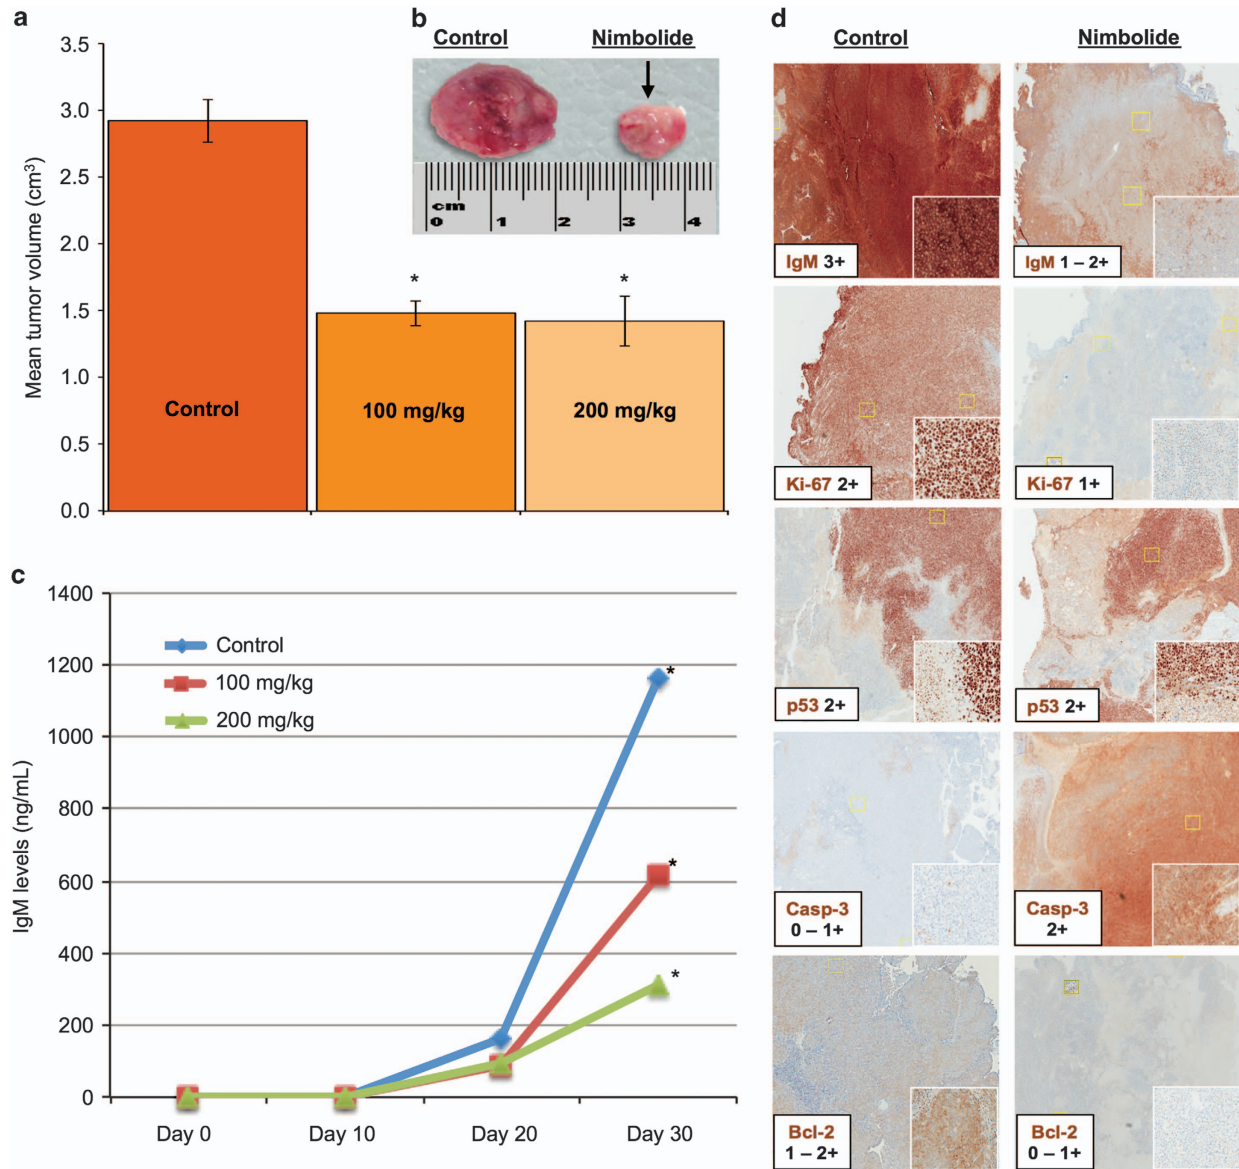 a
3.5
3.0
2.5
2.0
1.5
1.0
0.5
0.0
Mean tumor volume (cm³)
Control
*
100 mg/kg
*
200 mg/kg
b
Control
Nimbolide
cm
0
1
2
3
4
c
1400
1200
1000
800
600
400
200
0
IgM levels (ng/mL)
Control
100 mg/kg
200 mg/kg
*
*
*
Day 0
Day 10
Day 20
Day 30
d
Control
Nimbolide
IgM 3+
IgM 1 – 2+
Ki-67 2+
Ki-67 1+
p53 2+
p53 2+
Casp-3
0 – 1+
Casp-3
2+
Bcl-2
1 – 2+
Bcl-2
0 – 1+